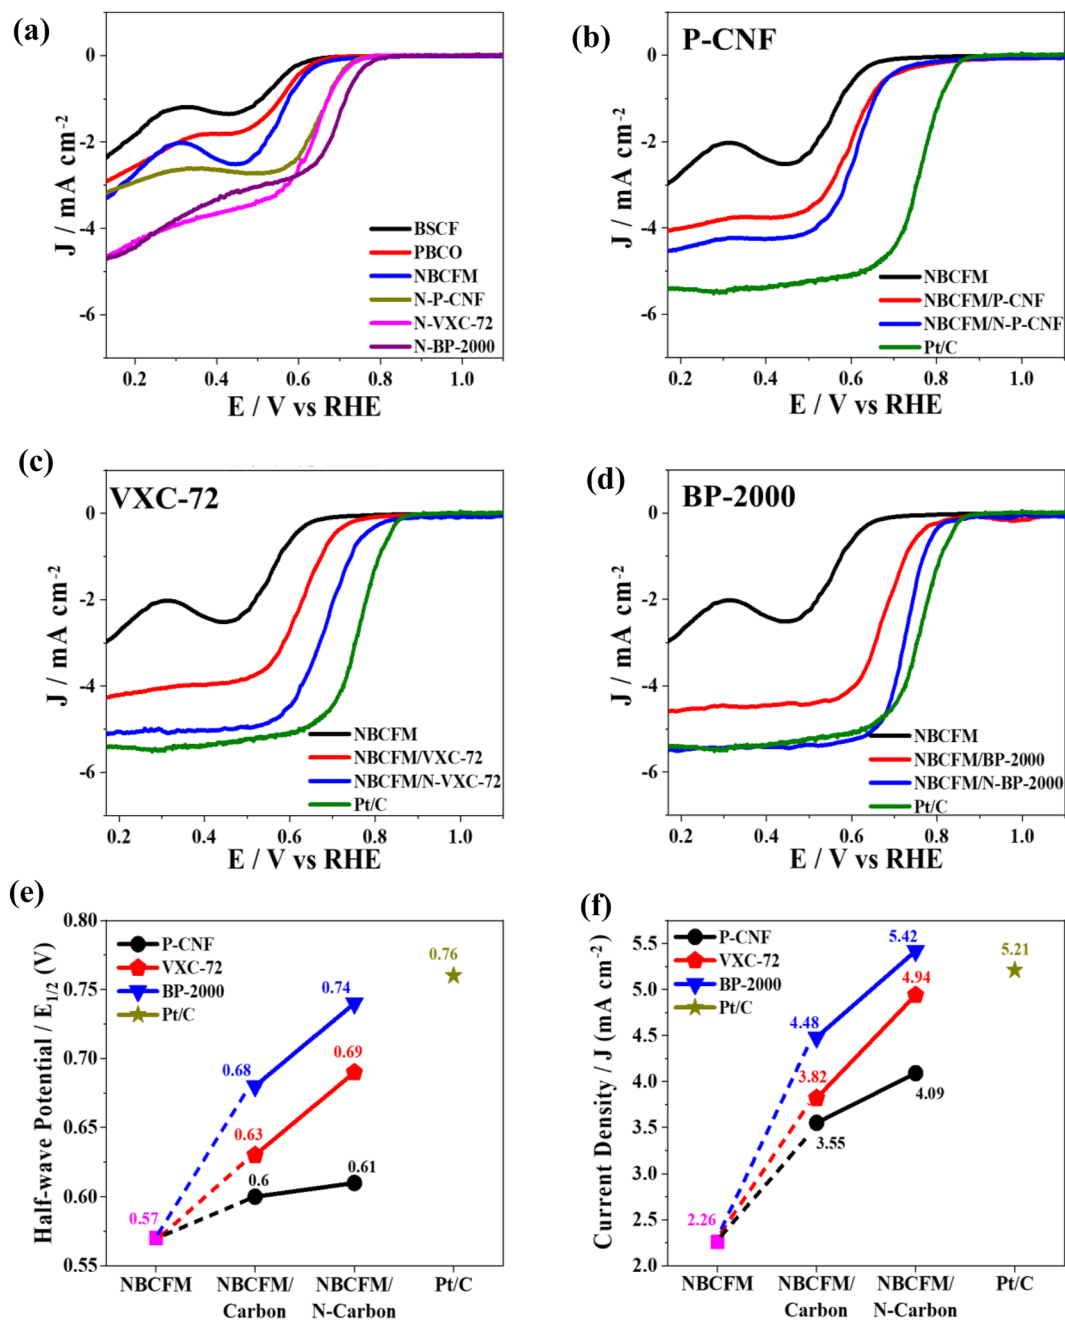 (a)
0
-2
-4
-6
J / mA cm⁻²
BSCF
PBCO
NBCFM
N-P-CNF
N-VXC-72
N-BP-2000
0.2 0.4 0.6 0.8 1.0
E / V vs RHE
(b)
P-CNF
0
-2
-4
-6
J / mA cm⁻²
NBCFM
NBCFM/P-CNF
NBCFM/N-P-CNF
Pt/C
0.2 0.4 0.6 0.8 1.0
E / V vs RHE
(c)
VXC-72
0
-2
-4
-6
J / mA cm⁻²
NBCFM
NBCFM/VXC-72
NBCFM/N-VXC-72
Pt/C
0.2 0.4 0.6 0.8 1.0
E / V vs RHE
(d)
BP-2000
0
-2
-4
-6
J / mA cm⁻²
NBCFM
NBCFM/BP-2000
NBCFM/N-BP-2000
Pt/C
0.2 0.4 0.6 0.8 1.0
E / V vs RHE
(e)
0.80
0.75
0.70
0.65
0.60
0.55
Half-wave Potential / E₁/₂ (V)
P-CNF
VXC-72
BP-2000
Pt/C
0.76
0.74
0.69
0.68
0.63
0.61
0.6
0.57
NBCFM NBCFM/ NBCFM/ Pt/C
Carbon N-Carbon
(f)
5.5
5.0
4.5
4.0
3.5
3.0
2.5
2.0
Current Density / J (mA cm⁻²)
P-CNF
VXC-72
BP-2000
Pt/C
5.42
5.21
4.94
4.48
3.82
4.09
3.55
2.26
NBCFM NBCFM/ NBCFM/ Pt/C
Carbon N-Carbon